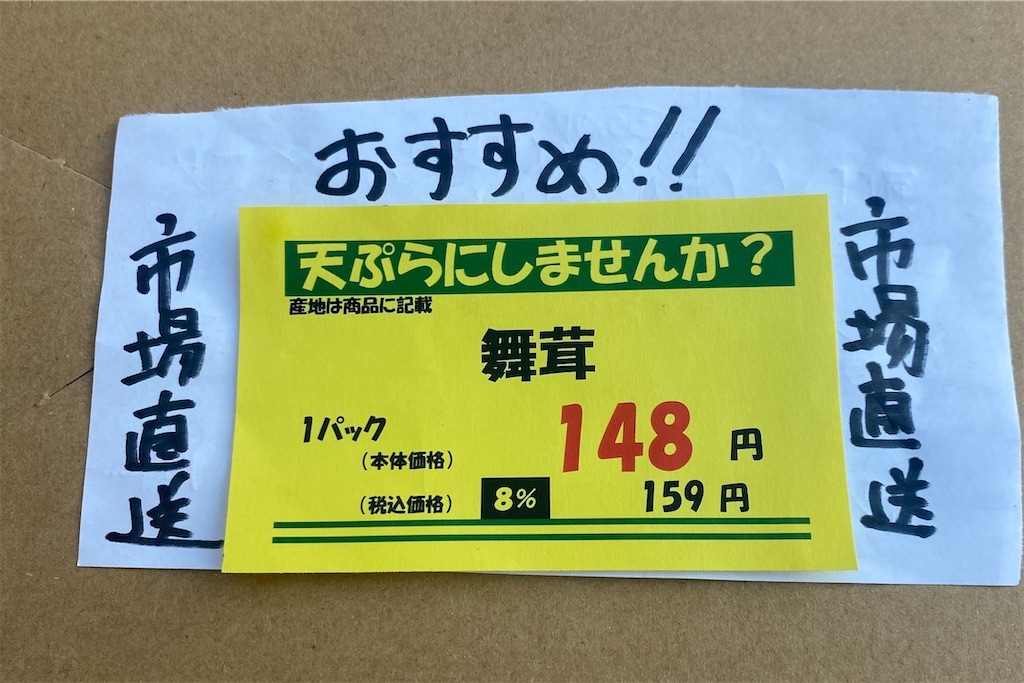 おすすめ!!
市場直送
天ぷらにしませんか？
産地は商品に記載
舞茸
1パック
（本体価格）
148 円
（税込価格） 8% 159 円
市場直送